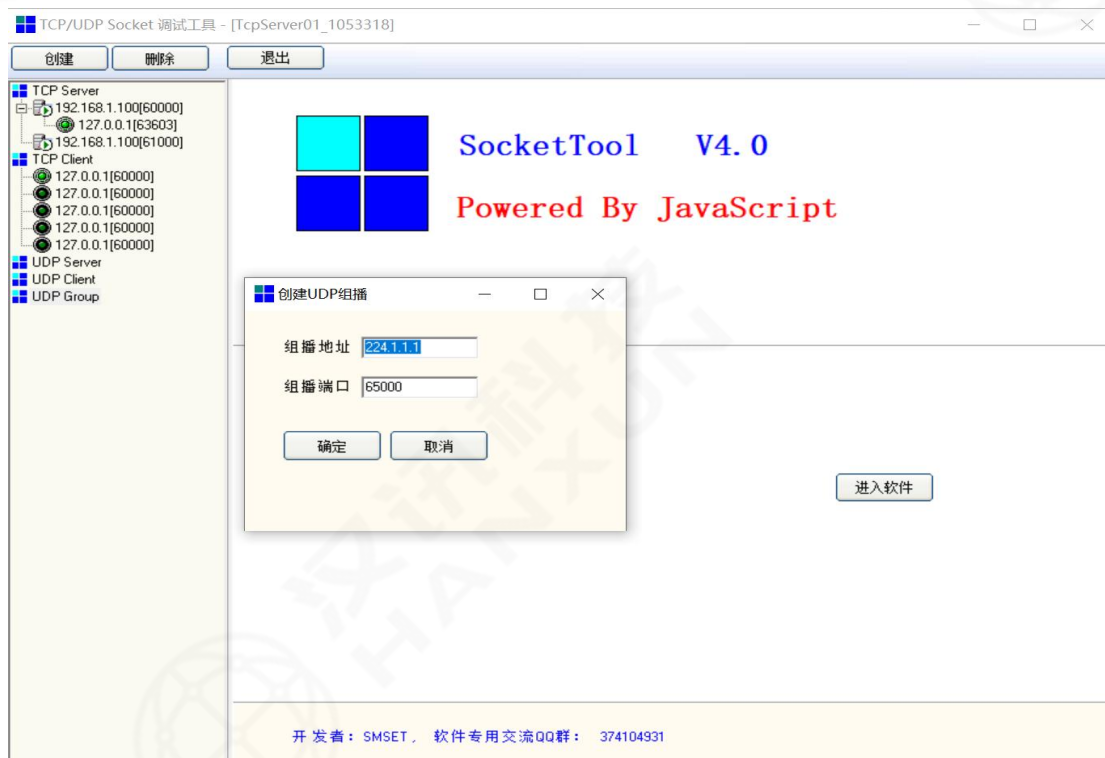 TCP/UDP Socket 调试工具 - [TcpServer01_1053318]
创建 删除 退出
TCP Server
192.168.1.100[60000]
127.0.0.1[63603]
192.168.1.100[61000]
TCP Client
127.0.0.1[60000]
127.0.0.1[60000]
127.0.0.1[60000]
127.0.0.1[60000]
127.0.0.1[60000]
UDP Server
UDP Client
UDP Group
SocketTool V4.0
Powered By JavaScript
创建UDP组播
组播地址 224.1.1.1
组播端口 65000
确定 取消
进入软件
开发者: SMSET, 软件专用交流QQ群: 374104931
汉讯科技
HANXUN